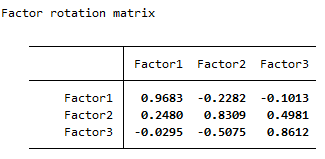 Factor rotation matrix
Factor1 Factor2 Factor3
Factor1 0.9683 -0.2282 -0.1013
Factor2 0.2480 0.8309 0.4981
Factor3 -0.0295 -0.5075 0.8612